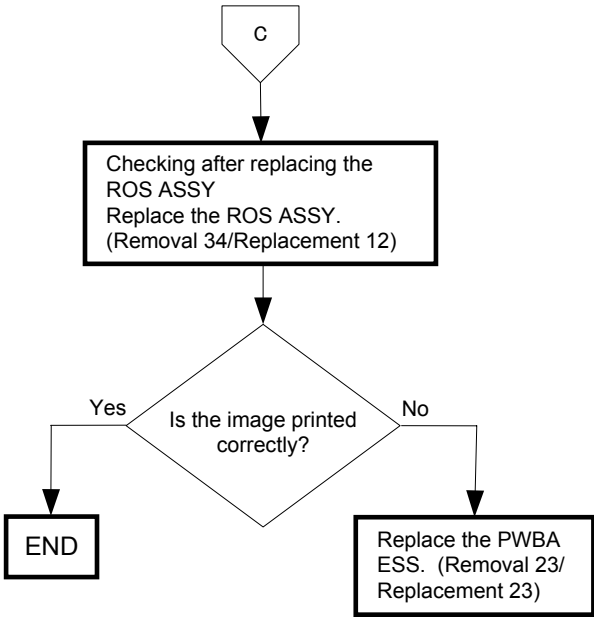 C
Checking after replacing the
ROS ASSY
Replace the ROS ASSY.
(Removal 34/Replacement 12)
Is the image printed
correctly?
Yes
No
END
Replace the PWBA
ESS.  (Removal 23/
Replacement 23)